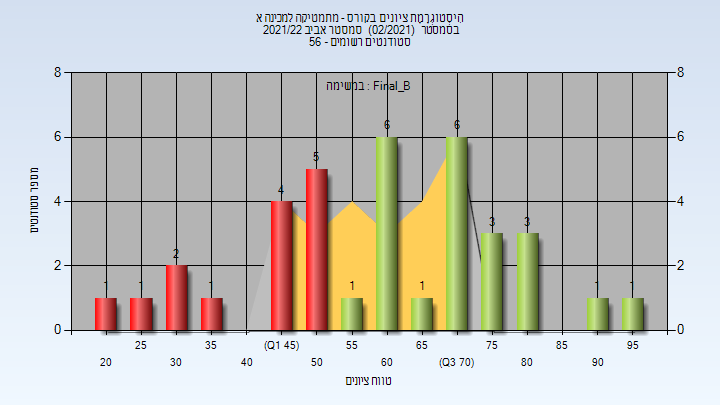 היסטוגרמת ציונים בקורס - מתמטיקה למכינה א
בסמסטר (02/2021) סמסטר אביב 2021/22
סטודנטים רשומים - 56
במשימה : Final_B
8 8
6 6
4 4
2 2
0 0
מספר סטודנטים
1 1 2 1 4 5 1 6 1 6 3 3 1 1
25 35 (Q1 45) 55 65 75 85 95
20 30 40 50 60 (Q3 70) 80 90
טווח ציונים